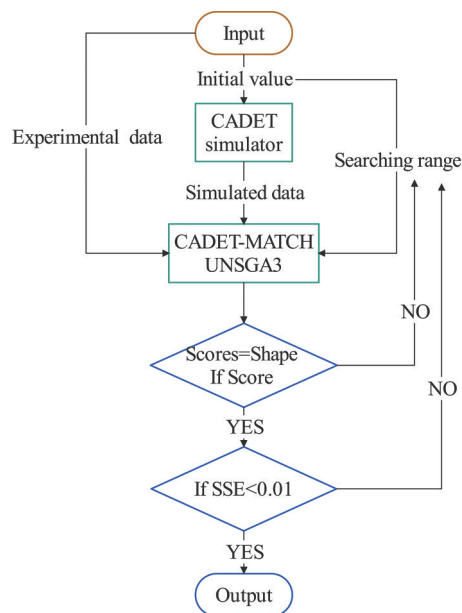 Input
Initial value
Experimental data
CADET
simulator
Searching range
Simulated data
CADET-MATCH
UNSGA3
NO
Scores=Shape
If Score
NO
YES
If SSE<0.01
YES
Output